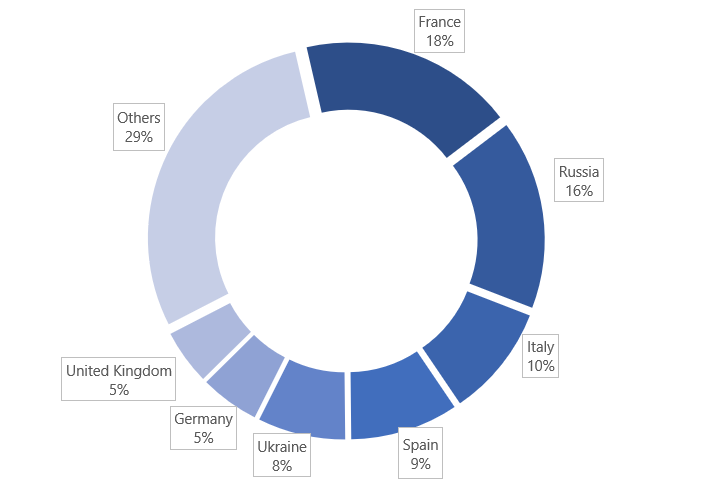 France
18%
Russia
16%
Italy
10%
Spain
9%
Ukraine
8%
Germany
5%
United Kingdom
5%
Others
29%